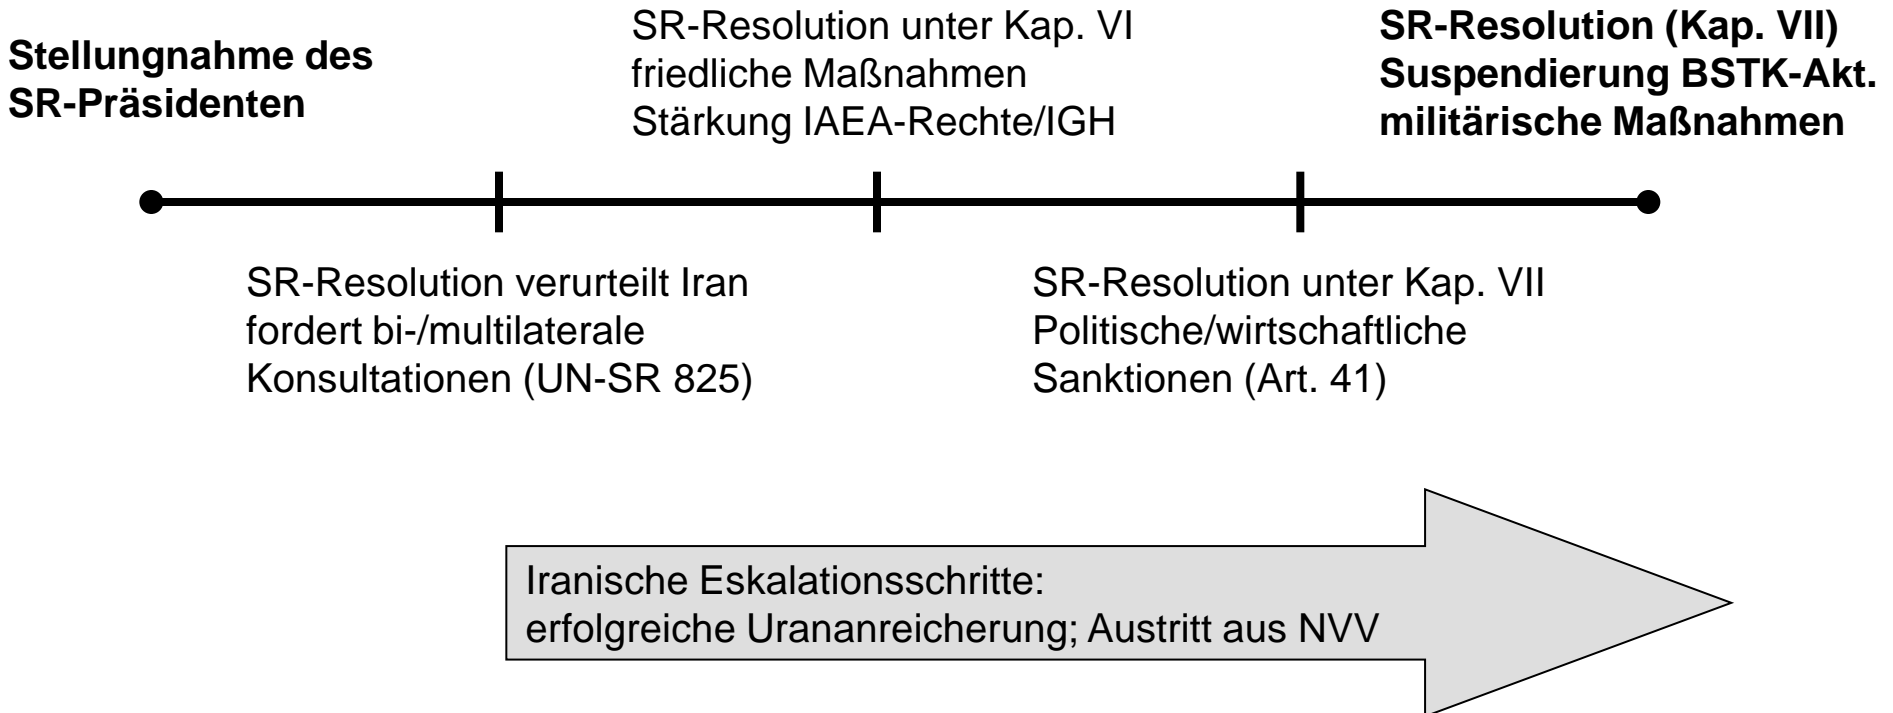 Stellungnahme des
SR-Präsidenten
SR-Resolution unter Kap. VI
friedliche Maßnahmen
Stärkung IAEA-Rechte/IGH
SR-Resolution (Kap. VII)
Suspendierung BSTK-Akt.
militärische Maßnahmen
SR-Resolution verurteilt Iran
fordert bi-/multilaterale
Konsultationen (UN-SR 825)
SR-Resolution unter Kap. VII
Politische/wirtschaftliche
Sanktionen (Art. 41)
Iranische Eskalationsschritte:
erfolgreiche Urananreicherung; Austritt aus NVV